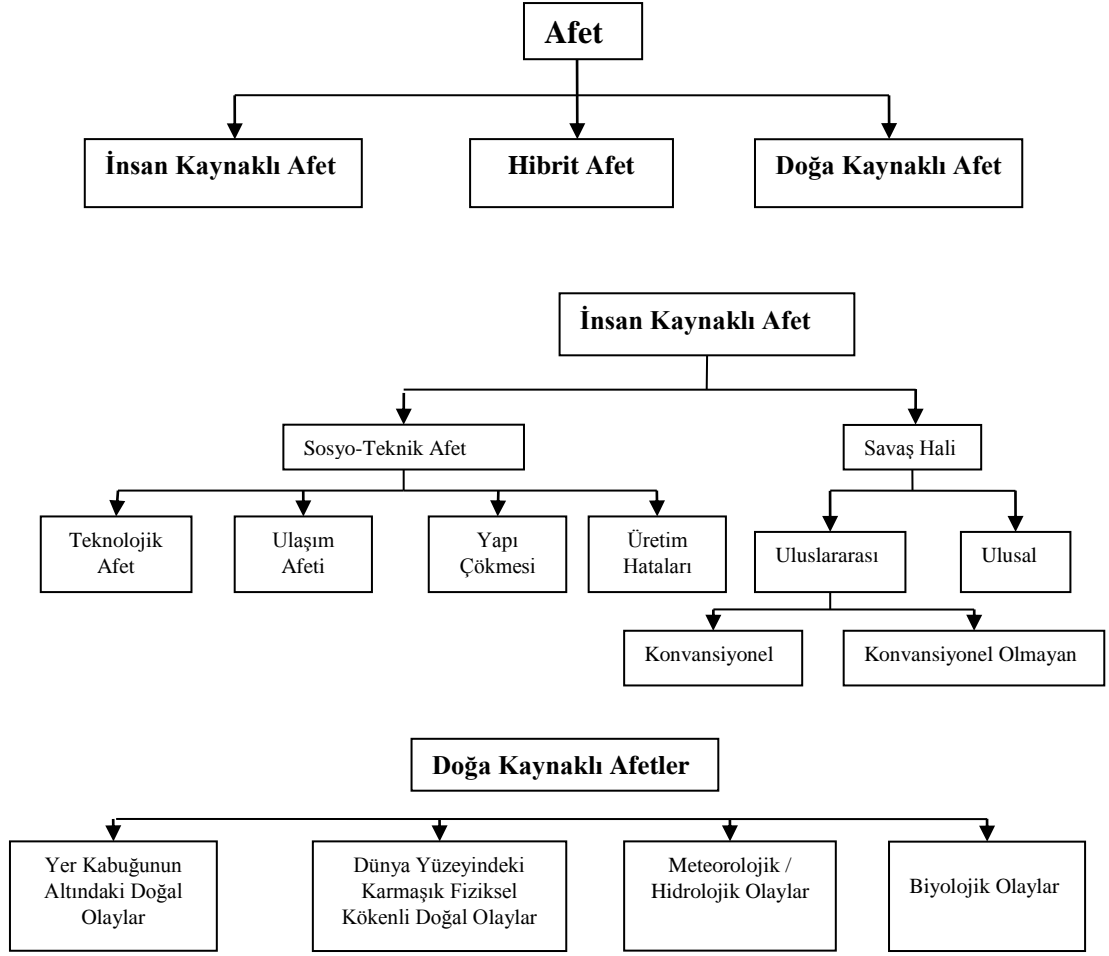 Afet
İnsan Kaynaklı Afet
Hibrit Afet
Doğa Kaynaklı Afet
İnsan Kaynaklı Afet
Sosyo-Teknik Afet
Savaş Hali
Teknolojik
Afet
Ulaşım
Afeti
Yapı
Çökmesi
Üretim
Hataları
Uluslararası
Ulusal
Konvansiyonel
Konvansiyonel Olmayan
Doğa Kaynaklı Afetler
Yer Kabuğunun
Altındaki Doğal
Olaylar
Dünya Yüzeyindeki
Karmaşık Fiziksel
Kökenli Doğal Olaylar
Meteorolojik /
Hidrolojik Olaylar
Biyolojik Olaylar